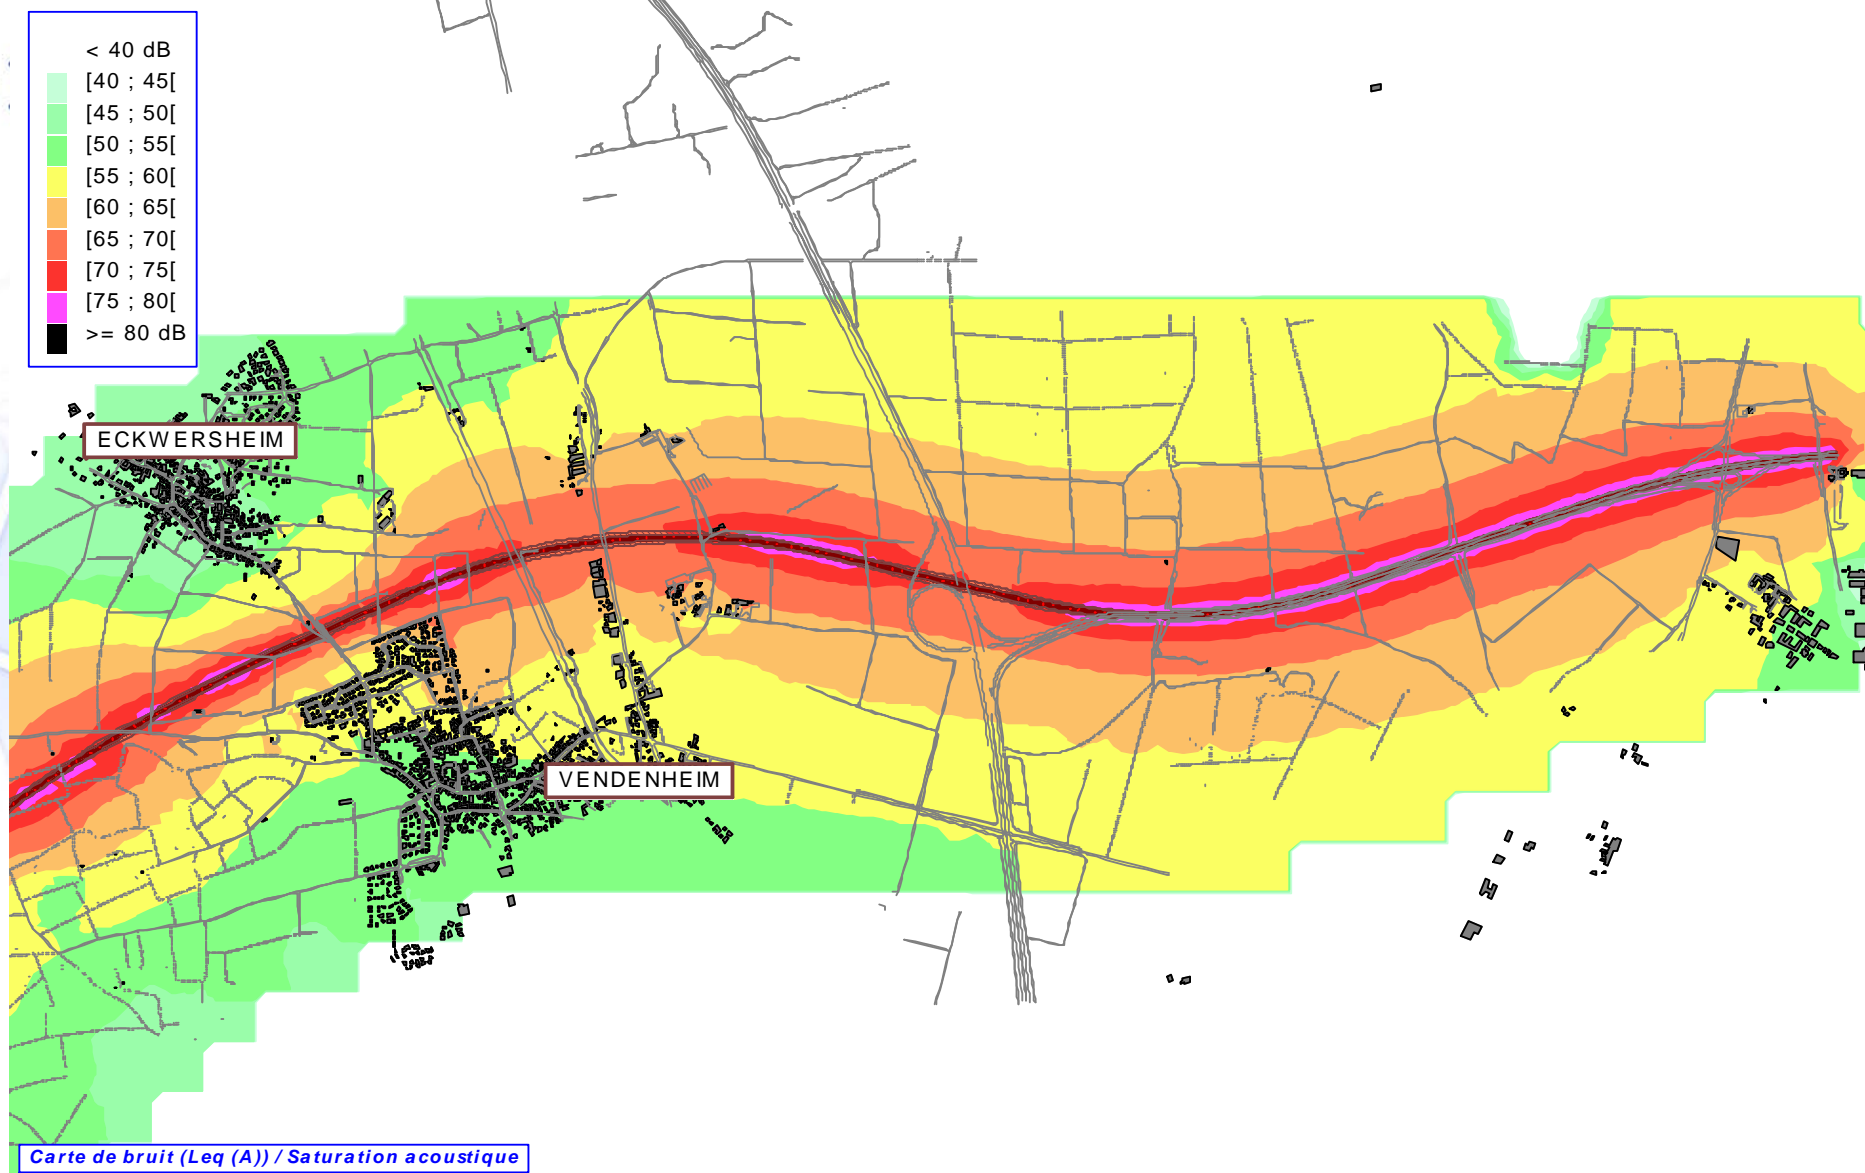 < 40 dB
[40 ; 45[
[45 ; 50[
[50 ; 55[
[55 ; 60[
[60 ; 65[
[65 ; 70[
[70 ; 75[
[75 ; 80[
>= 80 dB
ECKWERSHEIM
VENDENHEIM
Carte de bruit (Leq (A)) / Saturation acoustique